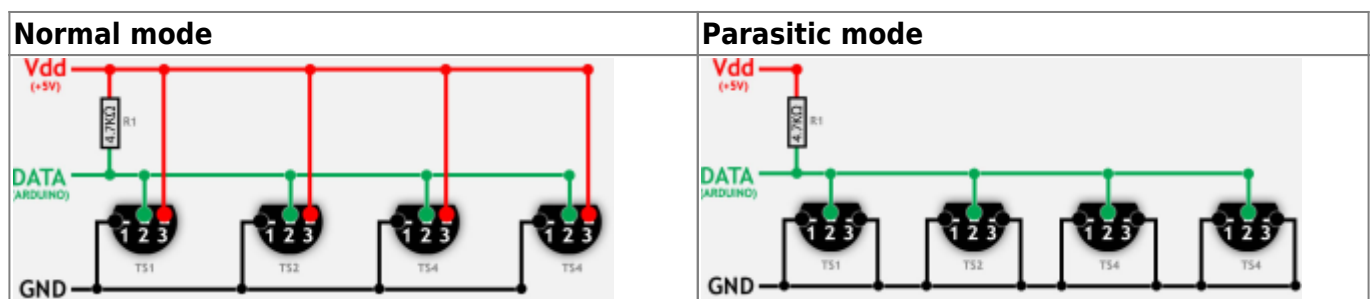 Normal mode
Parasitic mode
Vdd
(+5V)
4.7KΩ
R1
DATA
(ARDUINO)
1 2 3
1 2 3
1 2 3
1 2 3
TS1
TS2
TS4
TS4
GND
Vdd
(+5V)
4.7KΩ
R1
DATA
(ARDUINO)
1 2 3
1 2 3
1 2 3
1 2 3
TS1
TS2
TS4
TS4
GND